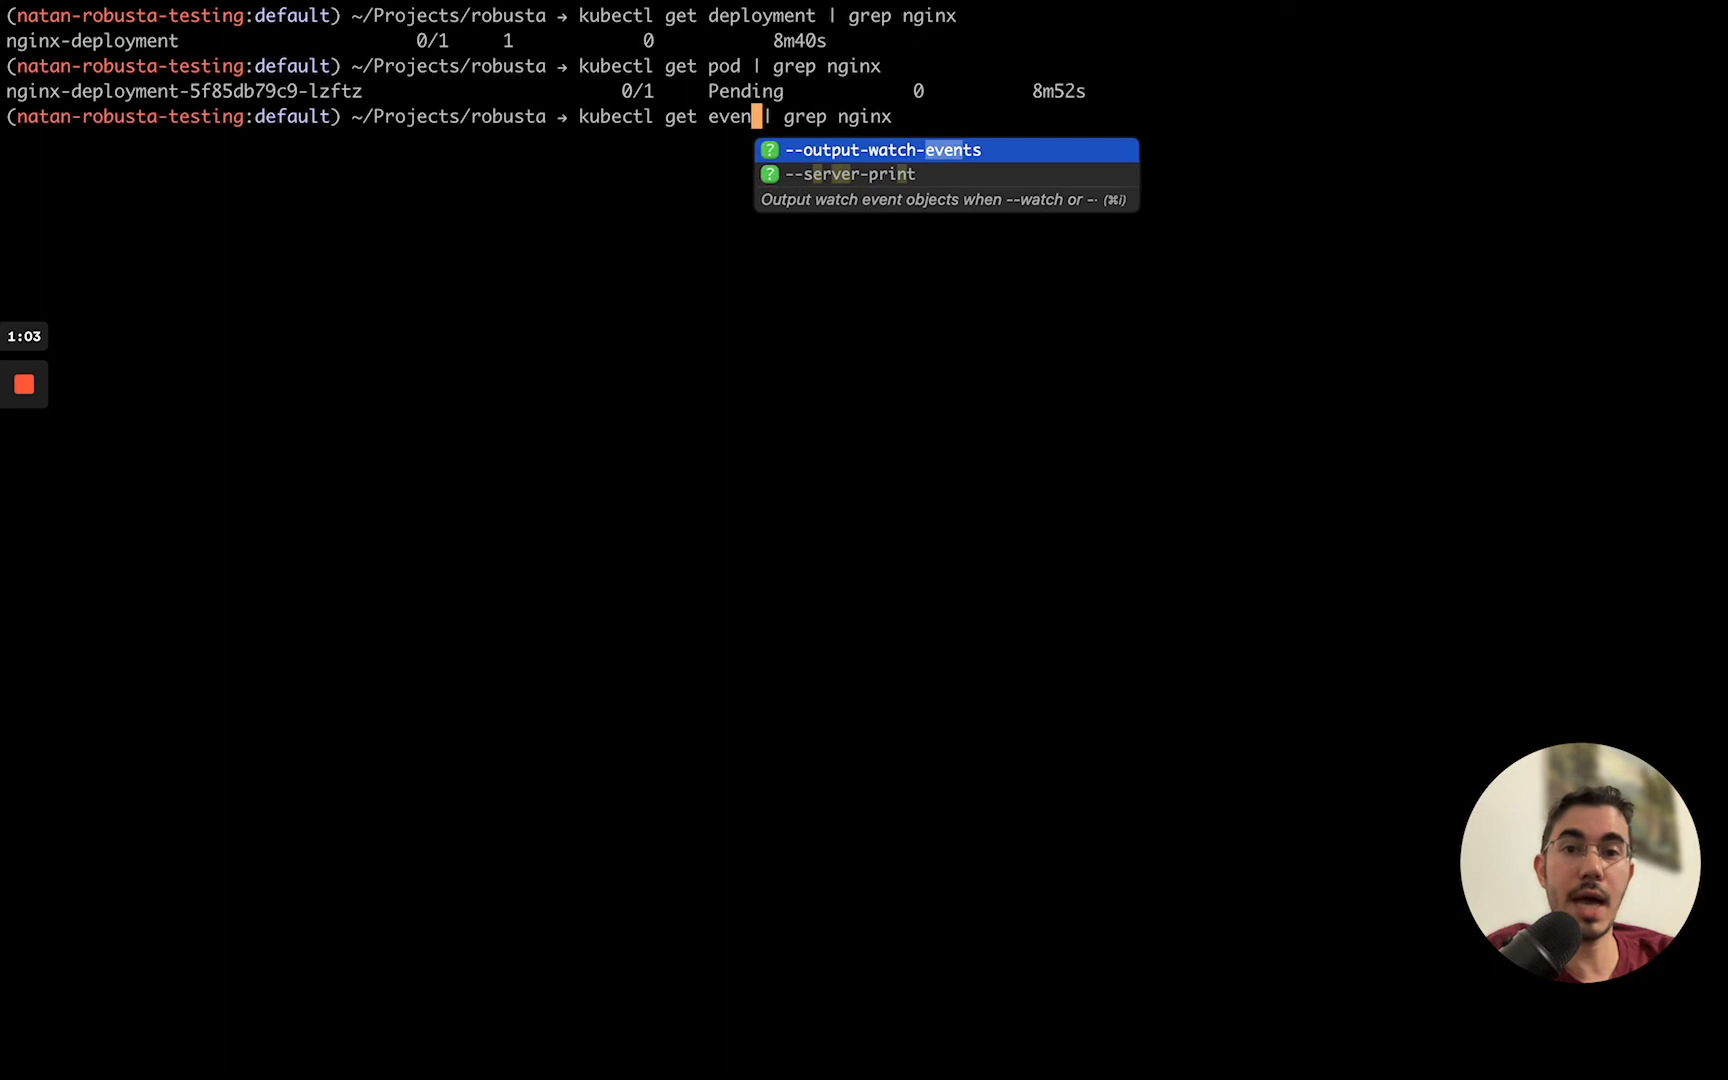 (natan-robusta-testing:default) ~/Projects/robusta → kubectl get deployment | grep nginx
nginx-deployment 0/1 1 0 8m40s
(natan-robusta-testing:default) ~/Projects/robusta → kubectl get pod | grep nginx
nginx-deployment-5f85db79c9-lzftz 0/1 Pending 0 8m52s
(natan-robusta-testing:default) ~/Projects/robusta → kubectl get even | grep nginx
? --output-watch-events
? --server-print
Output watch event objects when --watch or -- (⌘i)
1:03